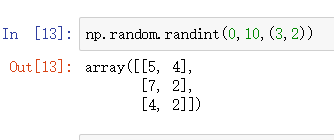 In [13]: np.random.randint(0,10,(3,2))
Out[13]: array([[5, 4],
[7, 2],
[4, 2]])